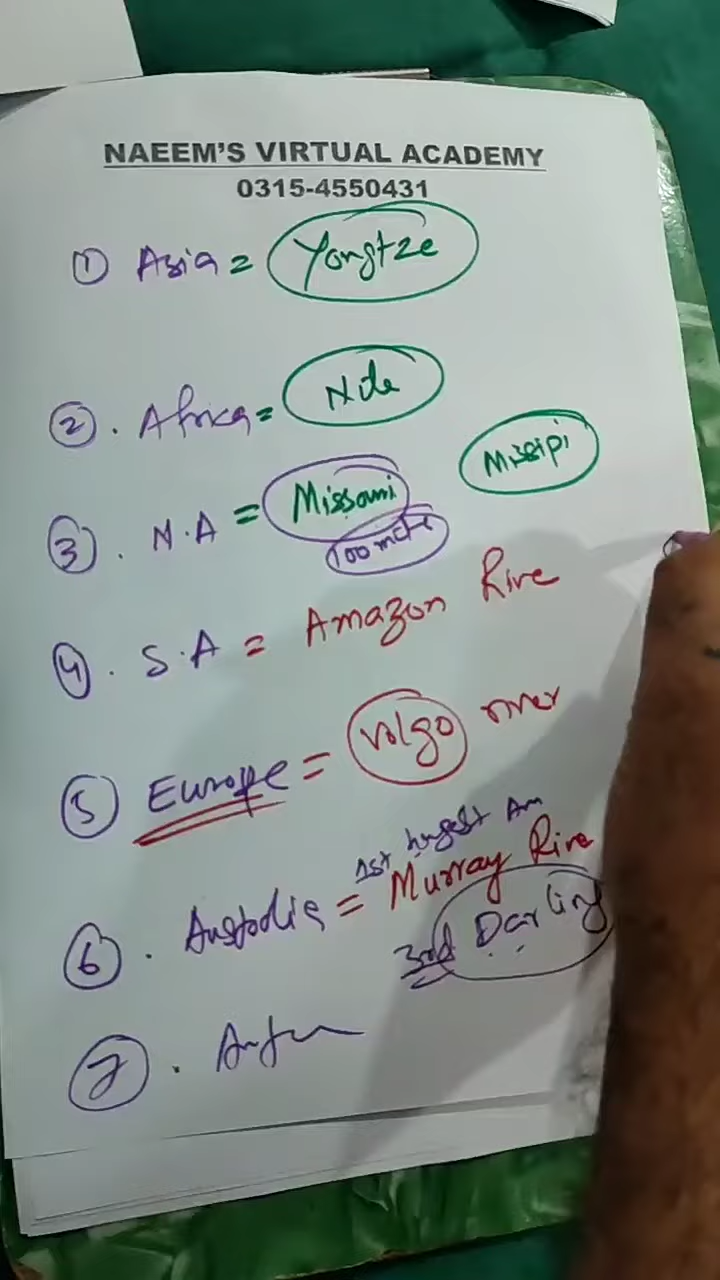 NAEEM'S VIRTUAL ACADEMY
0315-4550431
① Asia = Yangtze
② . Africa = Nile
Missipi
③ . N.A = Missouri
100 mete
④ . S.A = Amazon Rive
⑤ Europe = Volgo river
1st largest
⑥ . Australia = Murray Rive
3rd Darling
⑦ .